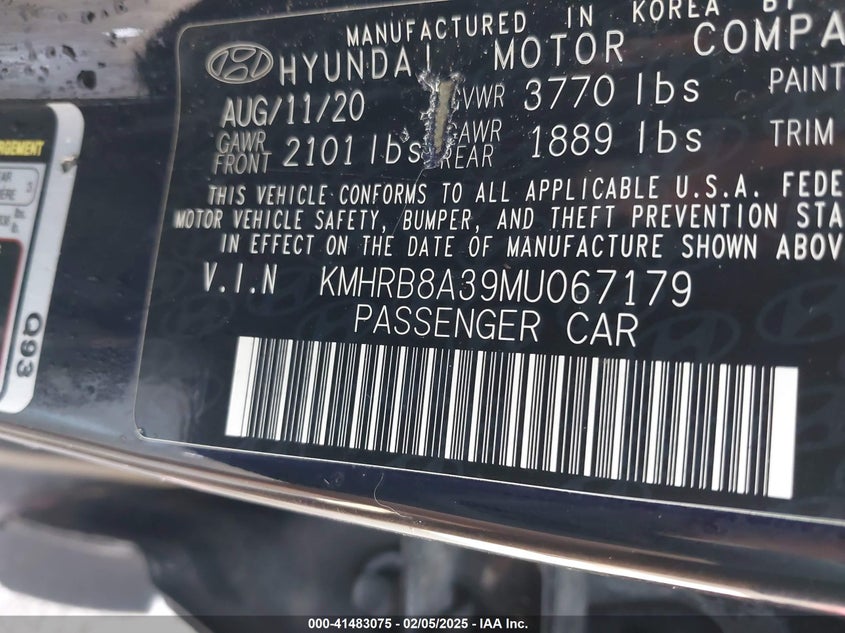 MANUFACTURED IN KOREA BY
HYUNDAI MOTOR COMPA
AUG/11/20 GVWR 3770 lbs PAINT
GAWR FRONT 2101 lbs GAWR REAR 1889 lbs TRIM
THIS VEHICLE CONFORMS TO ALL APPLICABLE U.S.A. FEDE
MOTOR VEHICLE SAFETY, BUMPER, AND THEFT PREVENTION STA
IN EFFECT ON THE DATE OF MANUFACTURE SHOWN ABOV
V.I.N KMHRB8A39MU067179
PASSENGER CAR
Q93
000-41483075 - 02/05/2025 - IAA Inc.